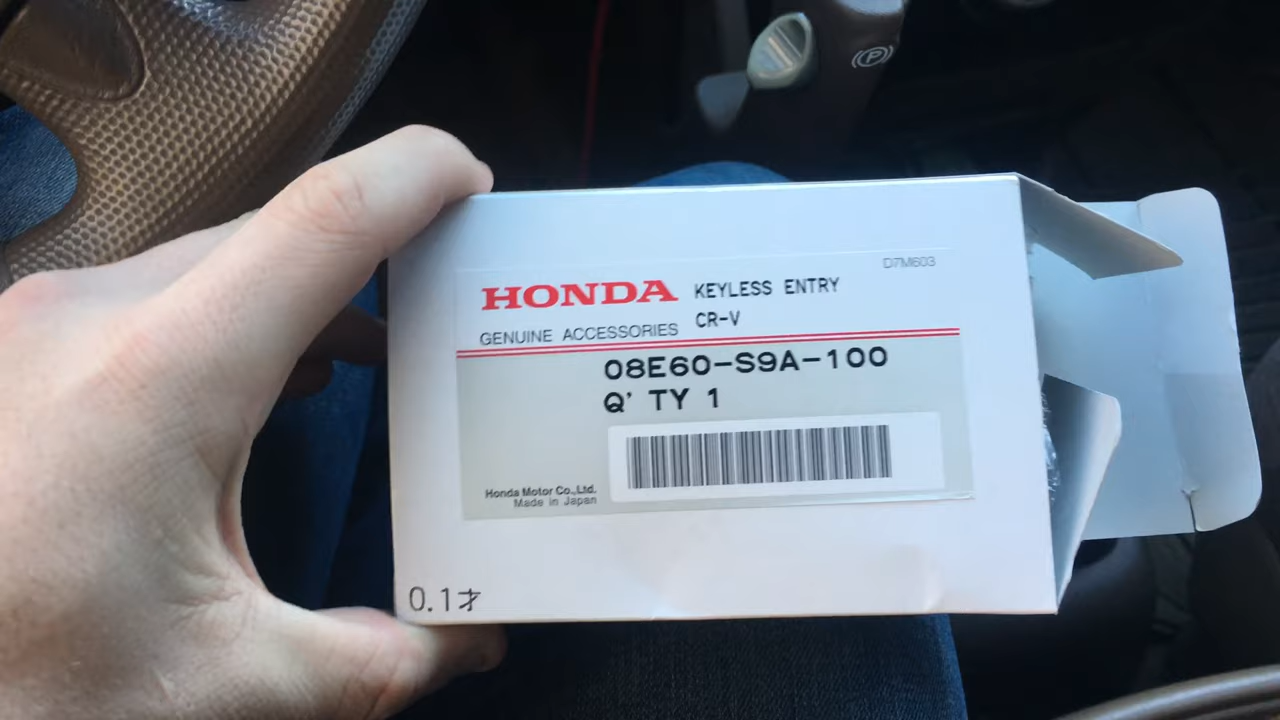 D7M603
HONDA KEYLESS ENTRY
GENUINE ACCESSORIES CR-V
08E60-S9A-100
Q' TY 1
Honda Motor Co.,Ltd.
Made in Japan
0.1才
P